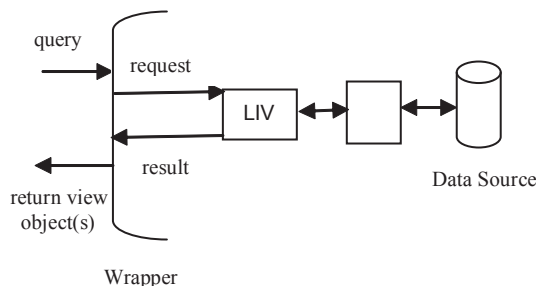 query
request
LIV
result
return view
object(s)
Data Source
Wrapper